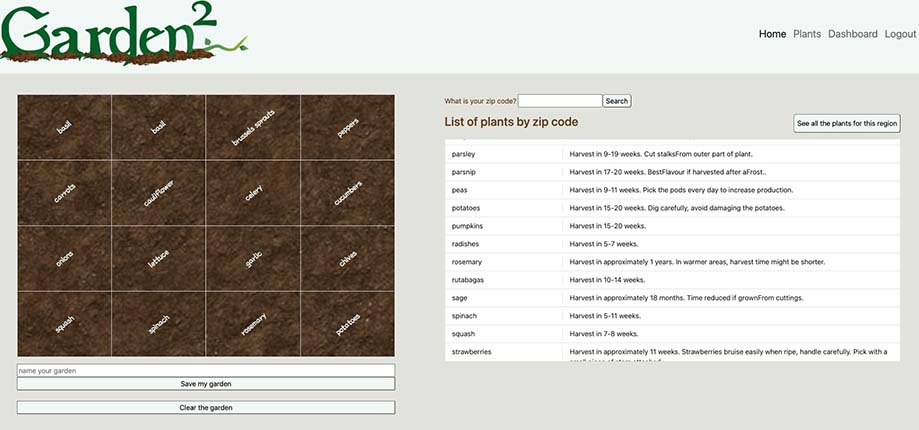 Garden2
Home Plants Dashboard Logout
basil basil brussels sprouts peppers
carrots cauliflower celery cucumbers
onions lettuce garlic chives
squash spinach rosemary potatoes
name your garden
Save my garden
Clear the garden
What is your zip code? Search
List of plants by zip code
See all the plants for this region
parsley Harvest in 9-19 weeks. Cut stalksFrom outer part of plant.
parsnip Harvest in 17-20 weeks. BestFlavour if harvested after aFrost..
peas Harvest in 9-11 weeks. Pick the pods every day to increase production.
potatoes Harvest in 15-20 weeks. Dig carefully, avoid damaging the potatoes.
pumpkins Harvest in 15-20 weeks.
radishes Harvest in 5-7 weeks.
rosemary Harvest in approximately 1 years. In warmer areas, harvest time might be shorter.
rutabagas Harvest in 10-14 weeks.
sage Harvest in approximately 18 months. Time reduced if grownFrom cuttings.
spinach Harvest in 5-11 weeks.
squash Harvest in 7-8 weeks.
strawberries Harvest in approximately 11 weeks. Strawberries bruise easily when ripe, handle carefully. Pick with a